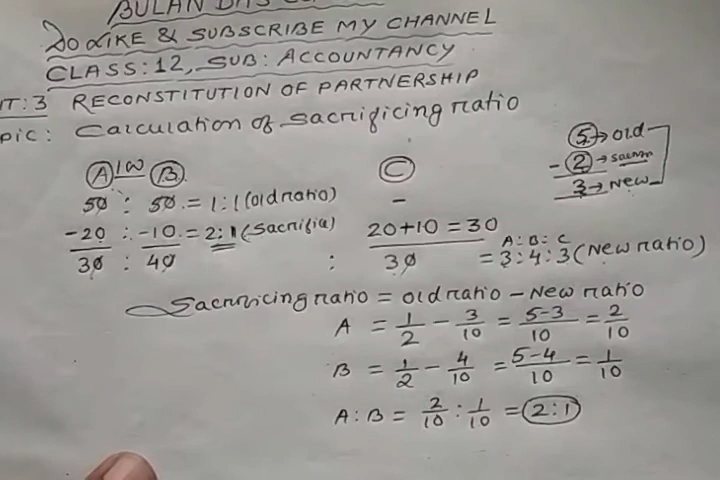 BULAN DAS
DO LIKE & SUBSCRIBE MY CHANNEL
CLASS: 12, SUB: ACCOUNTANCY
IT: 3 RECONSTITUTION OF PARTNERSHIP
PIC: Calculation of Sacrificing ratio
5 → old
- 2 →
3 → New
A B C
50 : 50 = 1:1 (old ratio) -
-20 : -10 = 2:1 (Sacrifice) 20+10 = 30
30 : 40 : 30
A: B: C
= 3:4:3 (New ratio)
Sacrificing ratio = old ratio - New ratio
A = 1/2 - 3/10 = 5-3/10 = 2/10
B = 1/2 - 4/10 = 5-4/10 = 1/10
A:B = 2/10 : 1/10 = 2:1